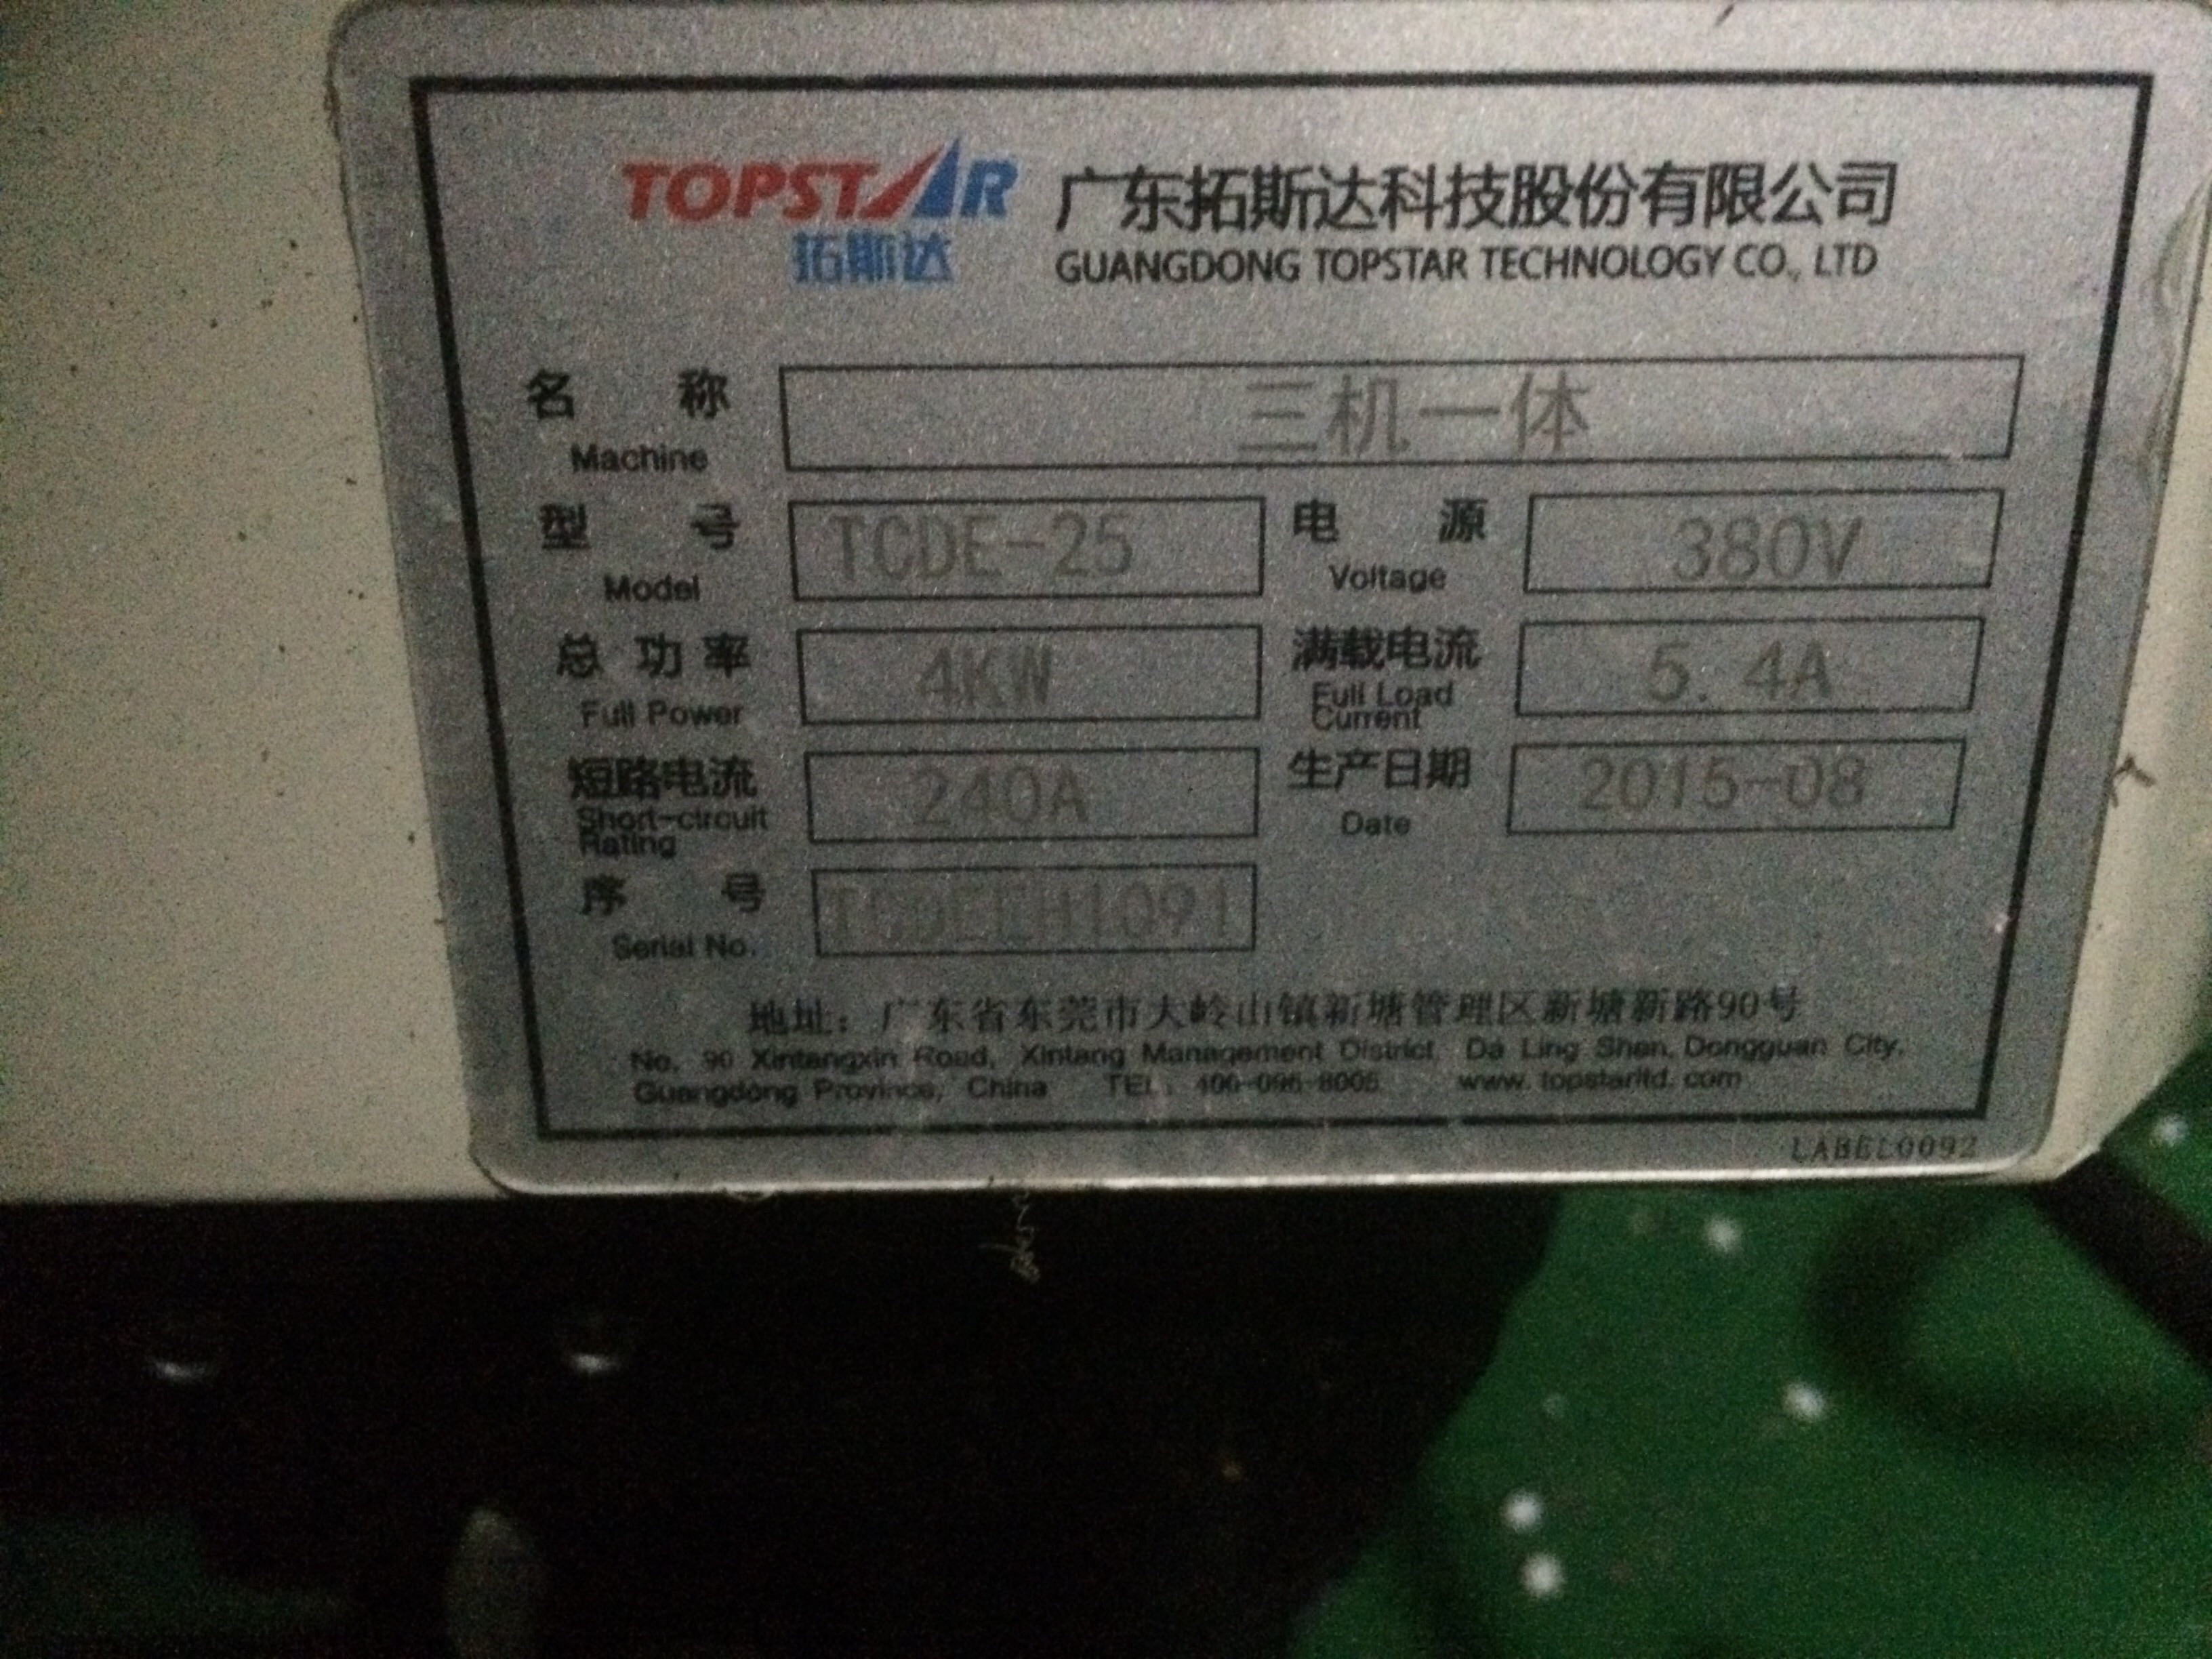 TOPSTAR
拓斯达
广东拓斯达科技股份有限公司
GUANGDONG TOPSTAR TECHNOLOGY CO., LTD
名 称 三机一体
Machine
型 号 TCDE-25 电 源 380V
Model Voltage
总 功 率 4KW 满载电流 5.4A
Full Power Full Load Current
短路电流 240A 生产日期 2015-08
Short-circuit Rating Date
序 号
Serial No.
地址：广东省东莞市大岭山镇新塘管理区新塘新路90号
No. 90 Xintangxin Road, Xintang Management District, Da Ling Shan, Dongguan City,
Guangdong Province, China TEL: 400-096-8005 www.topstarltd.com
LABEL0092